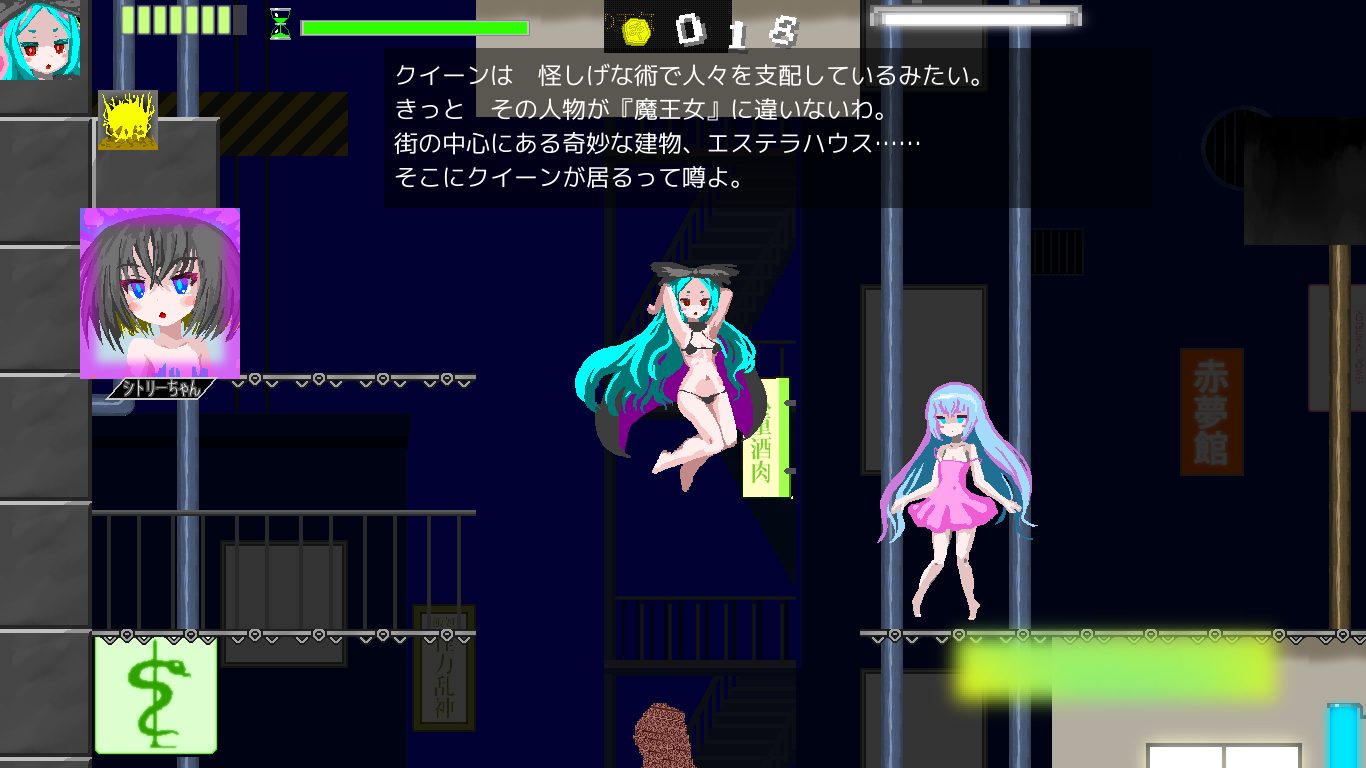 018
クイーンは　怪しげな術で人々を支配しているみたい。
きっと　その人物が『魔王女』に違いないわ。
街の中心にある奇妙な建物、エステラハウス……
そこにクイーンが居るって噂よ。
シトリーちゃん
酒肉
赤夢館
力乱神